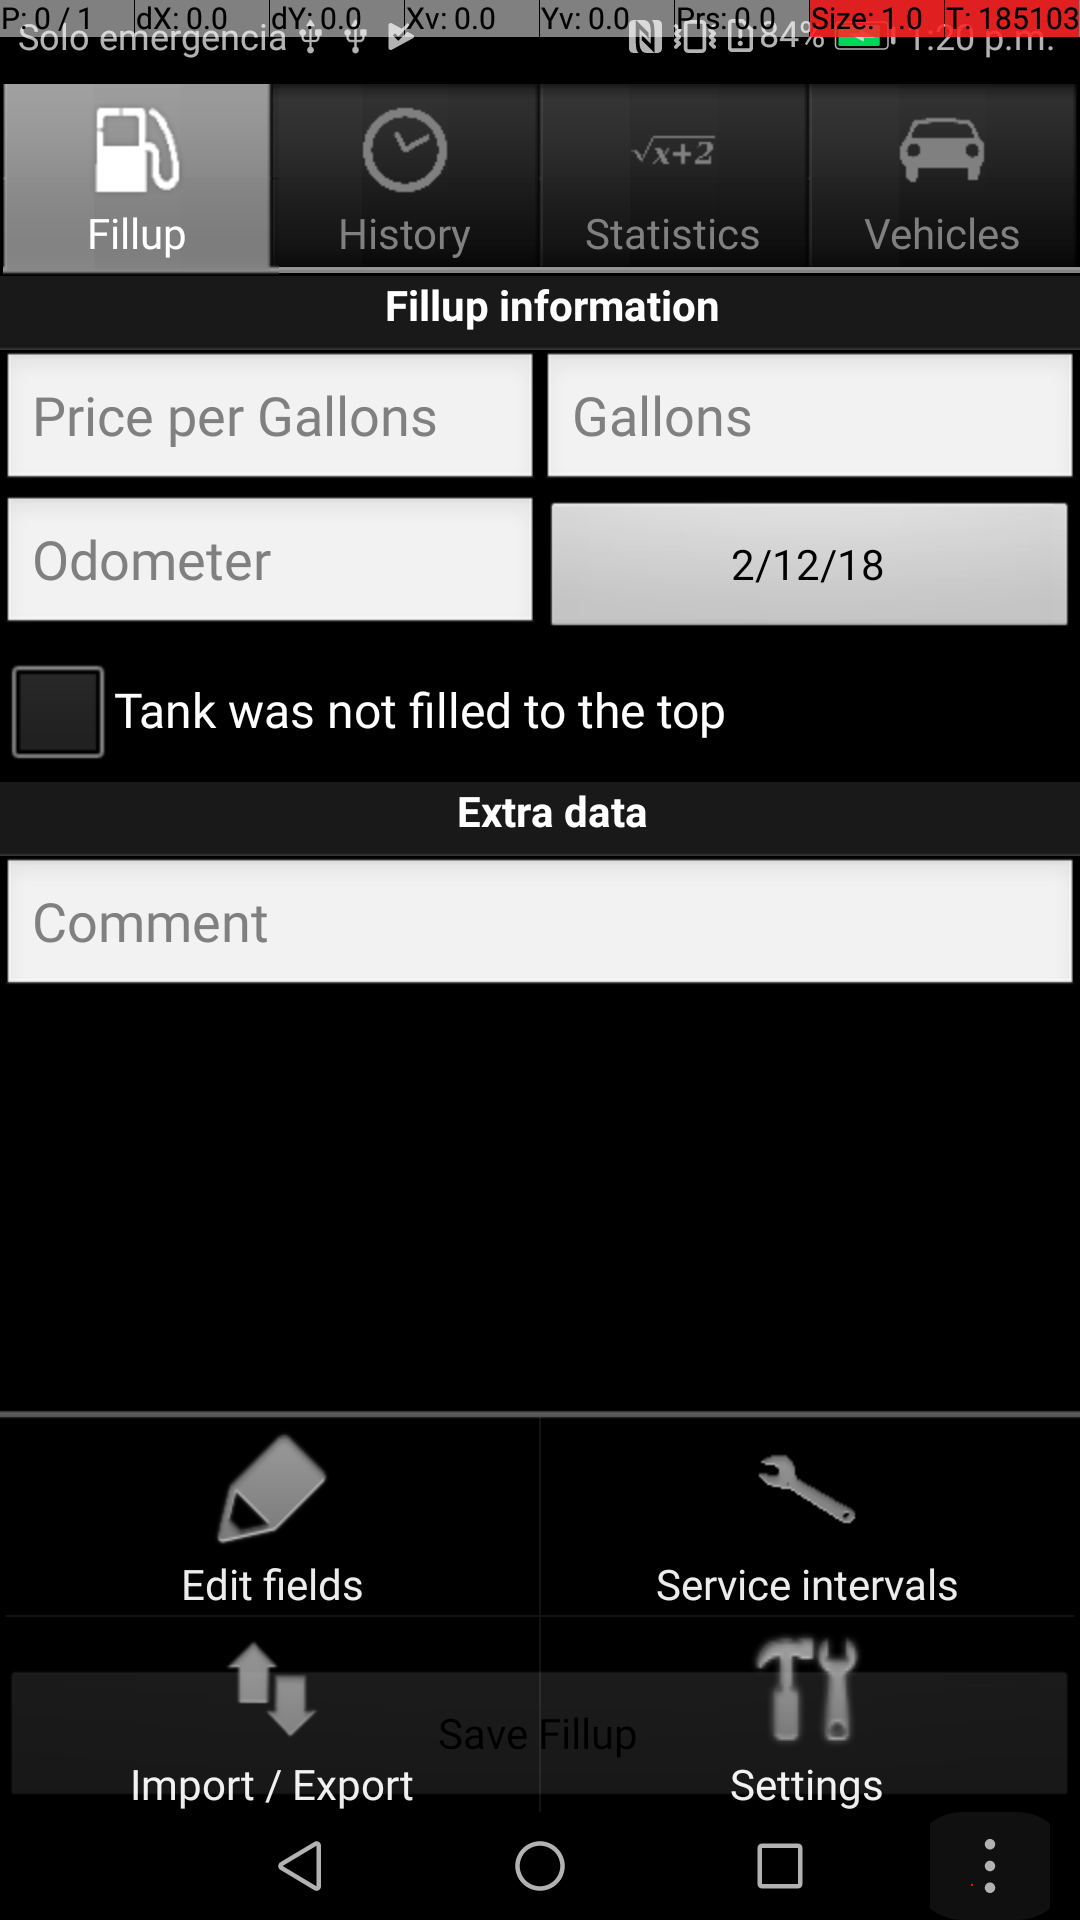 P: 0 / 1 dX: 0.0 dY: 0.0 Xv: 0.0 Yv: 0.0 Prs: 0.0 Size: 1.0 T: 185103
Solo emergencia 84% 1:20 p.m.
√x+2
Fillup History Statistics Vehicles
Fillup information
Price per Gallons Gallons
Odometer 2/12/18
Tank was not filled to the top
Extra data
Comment
Edit fields Service intervals
Save Fillup
Import / Export Settings